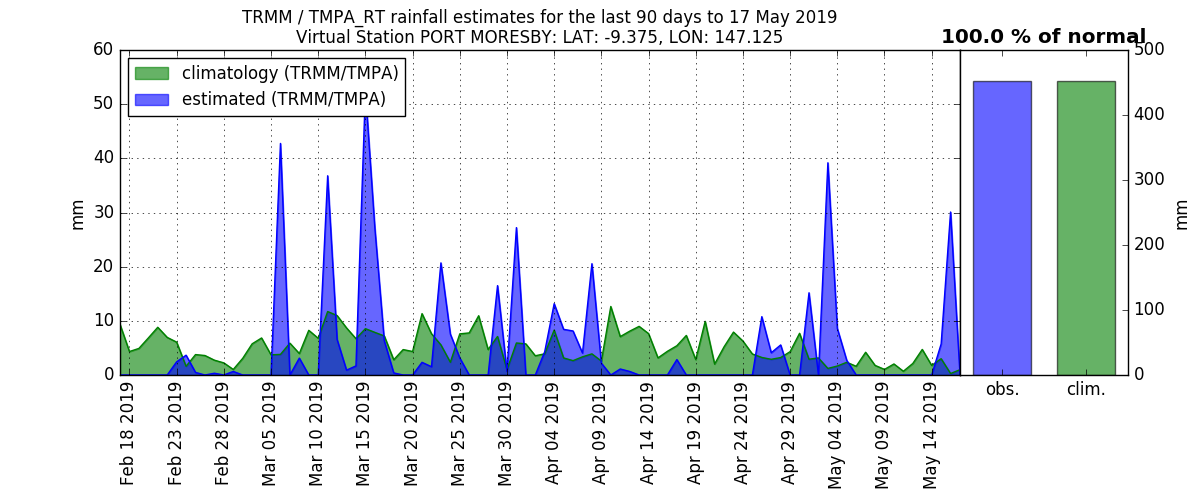 TRMM / TMPA_RT rainfall estimates for the last 90 days to 17 May 2019
Virtual Station PORT MORESBY: LAT: -9.375, LON: 147.125
100.0 % of normal
climatology (TRMM/TMPA)
estimated (TRMM/TMPA)
60
50
40
30
20
10
0
mm
Feb 18 2019
Feb 23 2019
Feb 28 2019
Mar 05 2019
Mar 10 2019
Mar 15 2019
Mar 20 2019
Mar 25 2019
Mar 30 2019
Apr 04 2019
Apr 09 2019
Apr 14 2019
Apr 19 2019
Apr 24 2019
Apr 29 2019
May 04 2019
May 09 2019
May 14 2019
500
400
300
200
100
0
mm
obs.
clim.